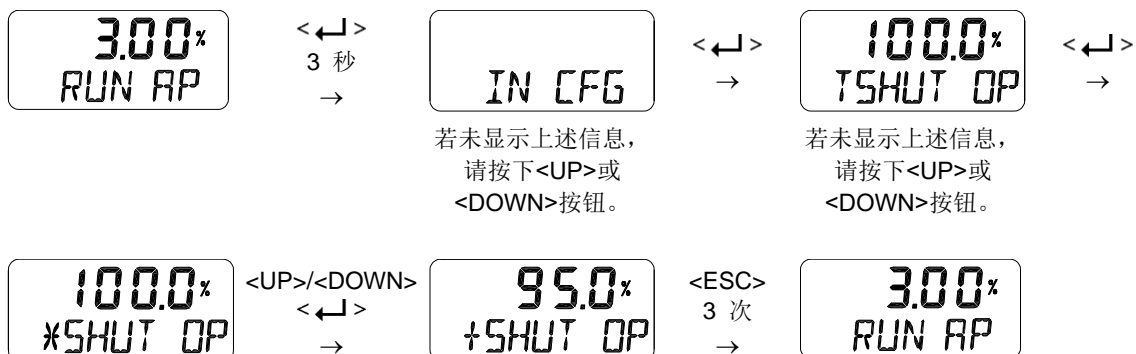 3.00%
RUN AP
<↵>
3 秒
→
IN CFG
若未显示上述信息，
请按下<UP>或
<DOWN>按钮。
<↵>
→
100.0%
TSHUT OP
若未显示上述信息，
请按下<UP>或
<DOWN>按钮。
<↵>
→
100.0%
*SHUT OP
<UP>/<DOWN>
<↵>
→
95.0%
+SHUT OP
<ESC>
3 次
→
3.00%
RUN AP